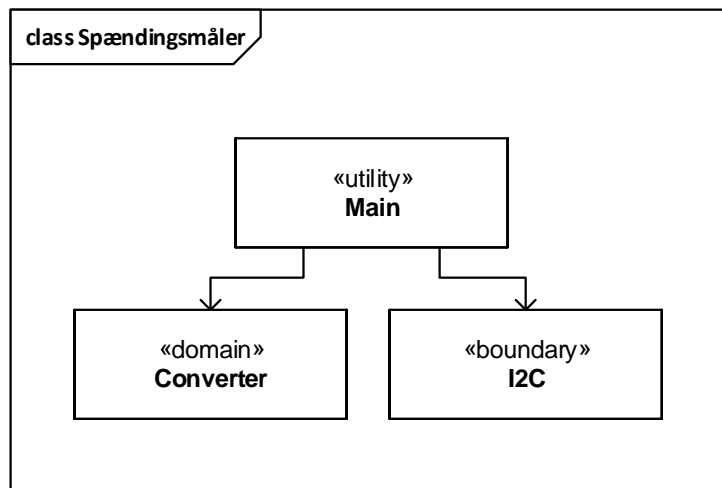 class Spændingsmåler
«utility»
Main
«domain»
Converter
«boundary»
I2C